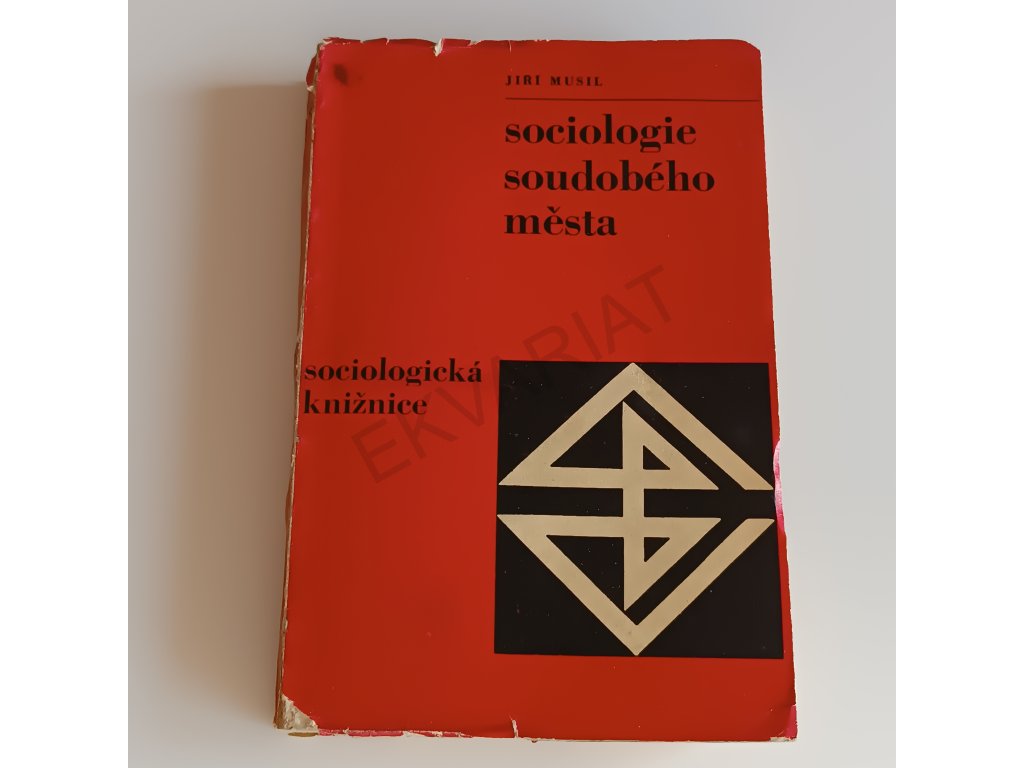 JIŘÍ MUSIL
sociologie
soudobého
města
sociologická
knižnice
EKVARIAT